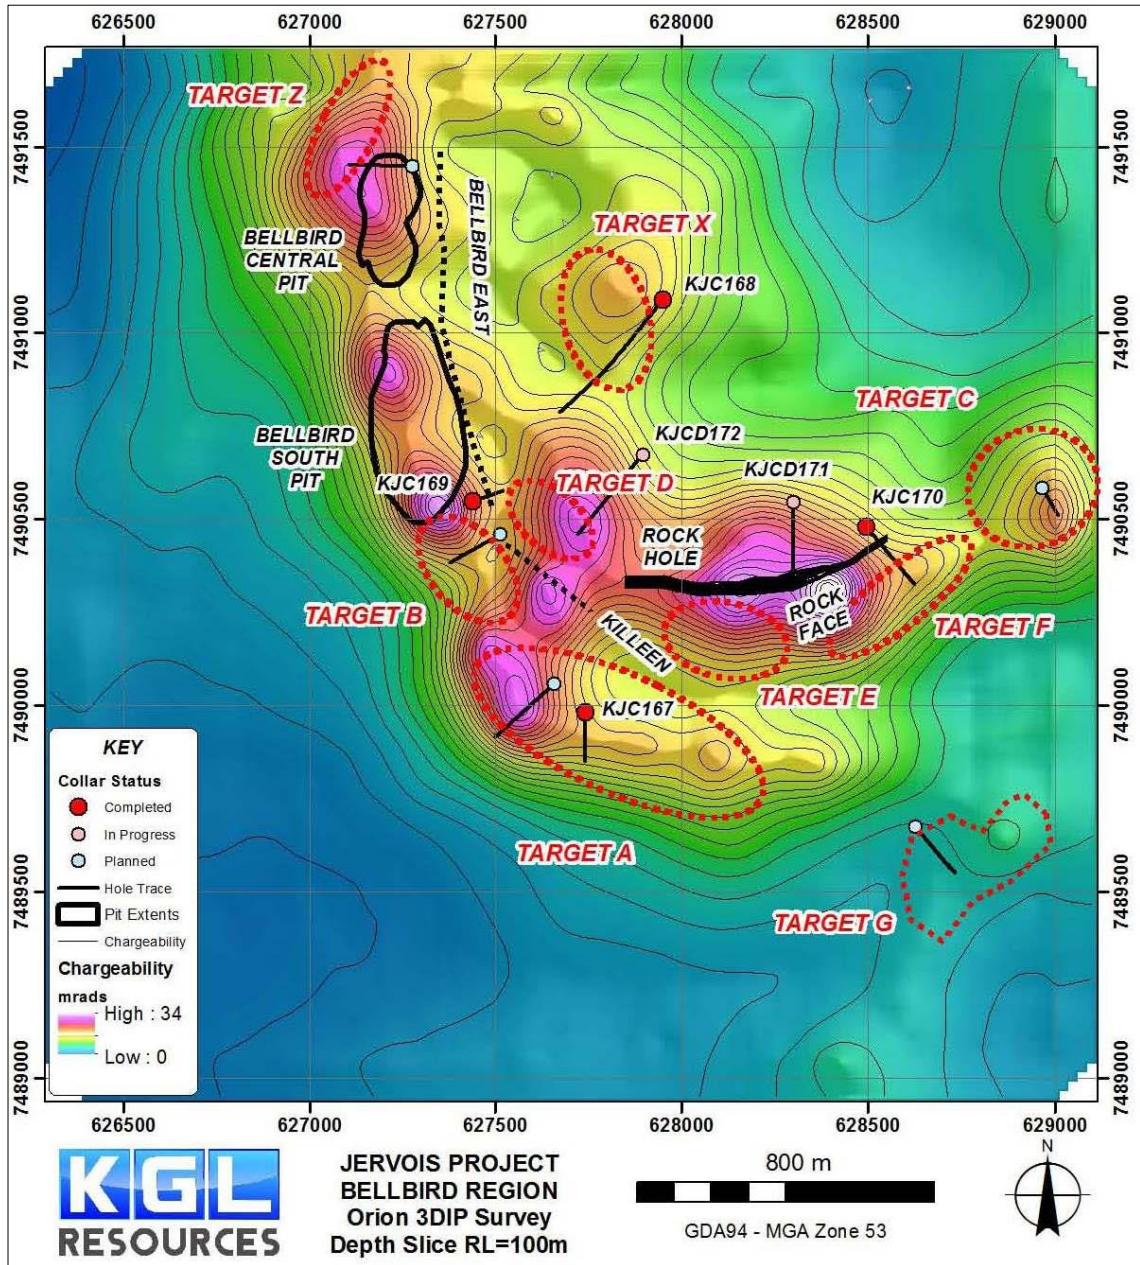 626500 627000 627500 628000 628500 629000
7491500
7491000
7490500
7490000
7489500
7489000
7491500
7491000
7490500
7490000
7489500
7489000
TARGET Z
BELLBIRD
CENTRAL
PIT
BELLBIRD EAST
TARGET X
KJC168
BELLBIRD
SOUTH
PIT
KJC169
TARGET C
KJCD172
KJCD171
KJC170
TARGET D
ROCK
HOLE
ROCK
FACE
TARGET B
KILLEEN
TARGET F
TARGET E
KJC167
TARGET A
TARGET G
KEY
Collar Status
Completed
In Progress
Planned
Hole Trace
Pit Extents
Chargeability
Chargeability
mrads
High : 34
Low : 0
626500 627000 627500 628000 628500 629000
KGL
RESOURCES
JERVOIS PROJECT
BELLBIRD REGION
Orion 3DIP Survey
Depth Slice RL=100m
800 m
GDA94 - MGA Zone 53
N